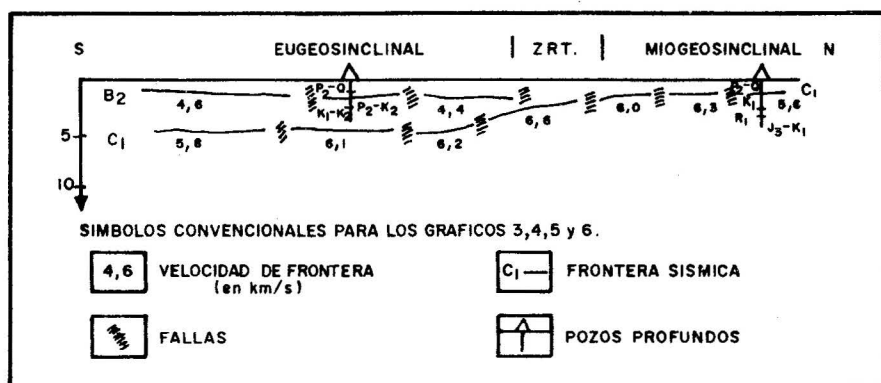 S EUGEOSINCLINAL | ZRT. | MIOGEOSINCLINAL N
B2 4,6 P2-Q K1-K2 P2-K2 4,4 6,6 6,0 6,3 P2-Q K1 R1 J3-K1 5,6 C1
5 C1 5,8 6,1 6,2
10
SIMBOLOS CONVENCIONALES PARA LOS GRAFICOS 3,4,5 y 6.
4,6 VELOCIDAD DE FRONTERA (en km/s)
C1 FRONTERA SISMICA
FALLAS
POZOS PROFUNDOS